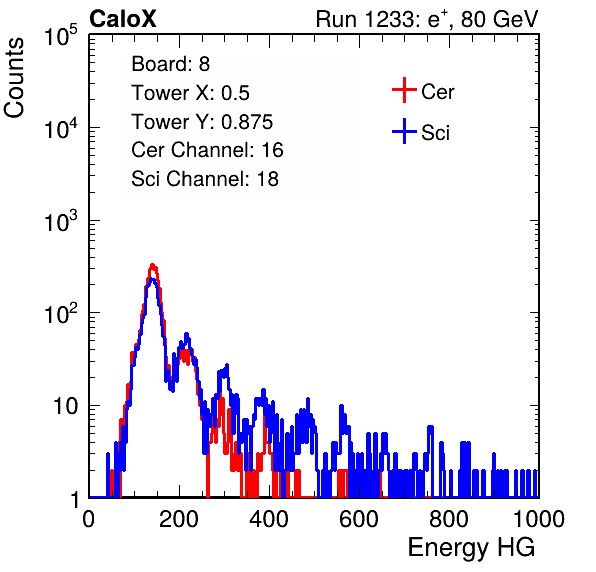 CaloX Run 1233: e⁺, 80 GeV
Counts
Board: 8
Tower X: 0.5
Tower Y: 0.875
Cer Channel: 16
Sci Channel: 18
Cer
Sci
10⁵
10⁴
10³
10²
10
1
0 200 400 600 800 1000
Energy HG